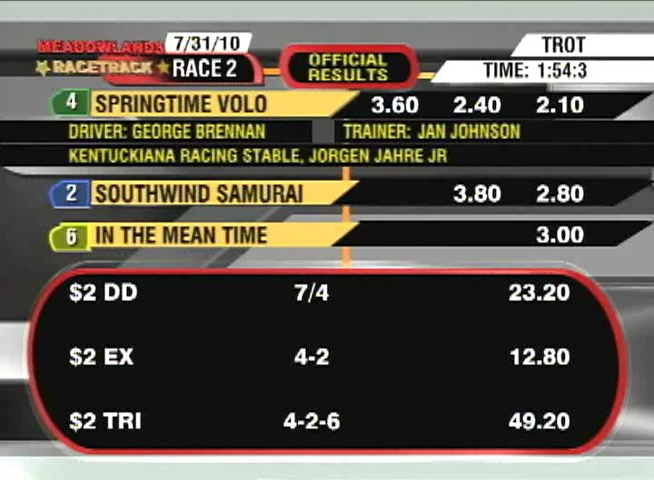 MEADOWLANDS
RACETRACK
7/31/10
RACE 2
OFFICIAL
RESULTS
TROT
TIME: 1:54:3
4 SPRINGTIME VOLO 3.60 2.40 2.10
DRIVER: GEORGE BRENNAN TRAINER: JAN JOHNSON
KENTUCKIANA RACING STABLE, JORGEN JAHRE JR
2 SOUTHWIND SAMURAI 3.80 2.80
6 IN THE MEAN TIME 3.00
$2 DD 7/4 23.20
$2 EX 4-2 12.80
$2 TRI 4-2-6 49.20